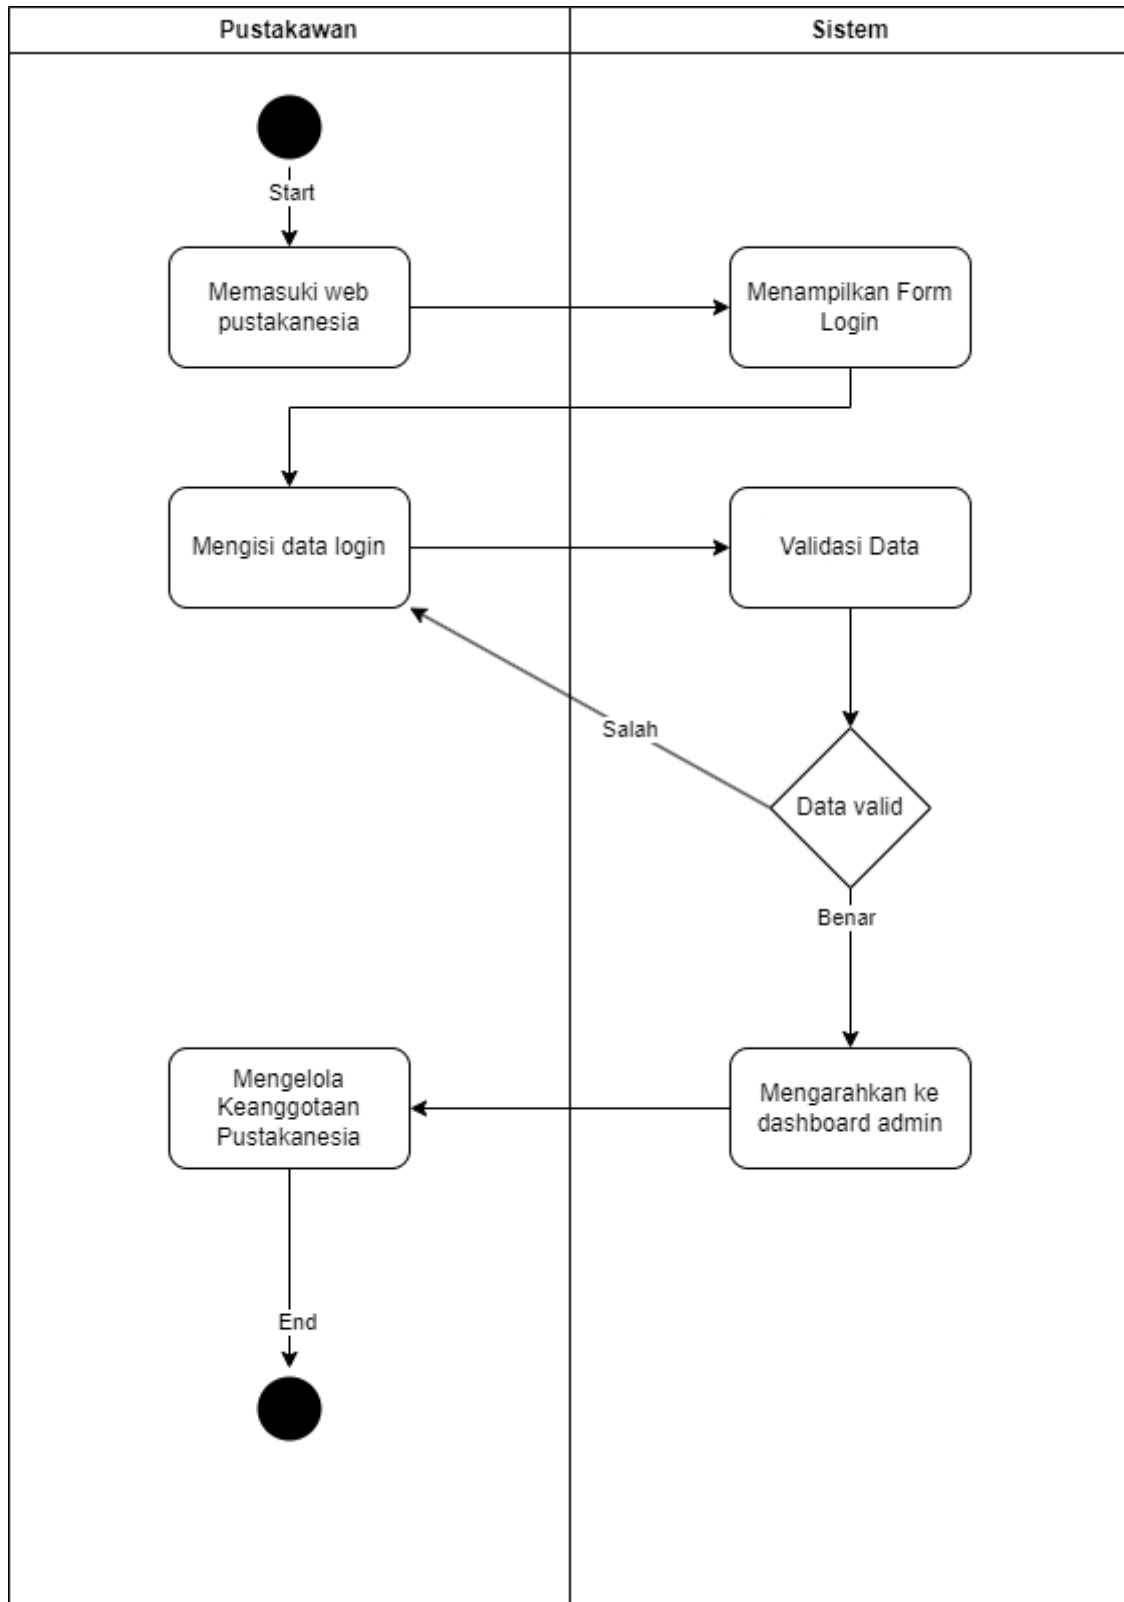 Pustakawan
Sistem
Start
Memasuki web
pustakanesia
Menampilkan Form
Login
Mengisi data login
Validasi Data
Salah
Data valid
Benar
Mengelola
Keanggotaan
Pustakanesia
Mengarahkan ke
dashboard admin
End